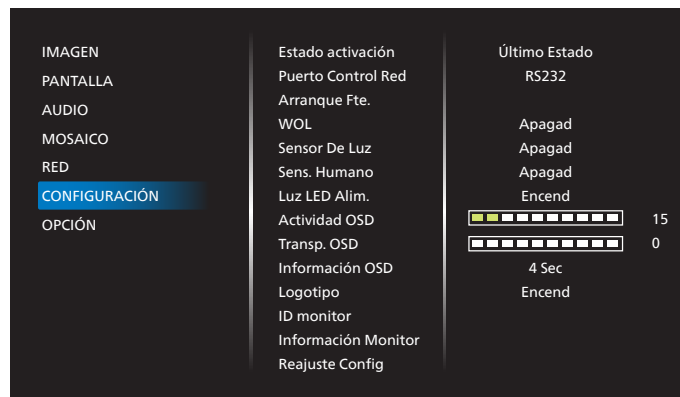 IMAGEN
PANTALLA
AUDIO
MOSAICO
RED
CONFIGURACIÓN
OPCIÓN
Estado activación Último Estado
Puerto Control Red RS232
Arranque Fte.
WOL Apagad
Sensor De Luz Apagad
Sens. Humano Apagad
Luz LED Alim. Encend
Actividad OSD 15
Transp. OSD 0
Información OSD 4 Sec
Logotipo Encend
ID monitor
Información Monitor
Reajuste Config